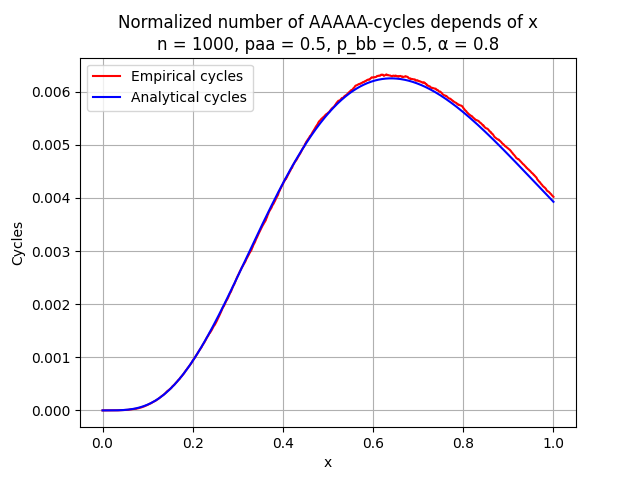 Normalized number of AAAAA-cycles depends of x
n = 1000, paa = 0.5, p_bb = 0.5, α = 0.8
Empirical cycles
Analytical cycles
Cycles
0.006
0.005
0.004
0.003
0.002
0.001
0.000
0.0 0.2 0.4 0.6 0.8 1.0
x